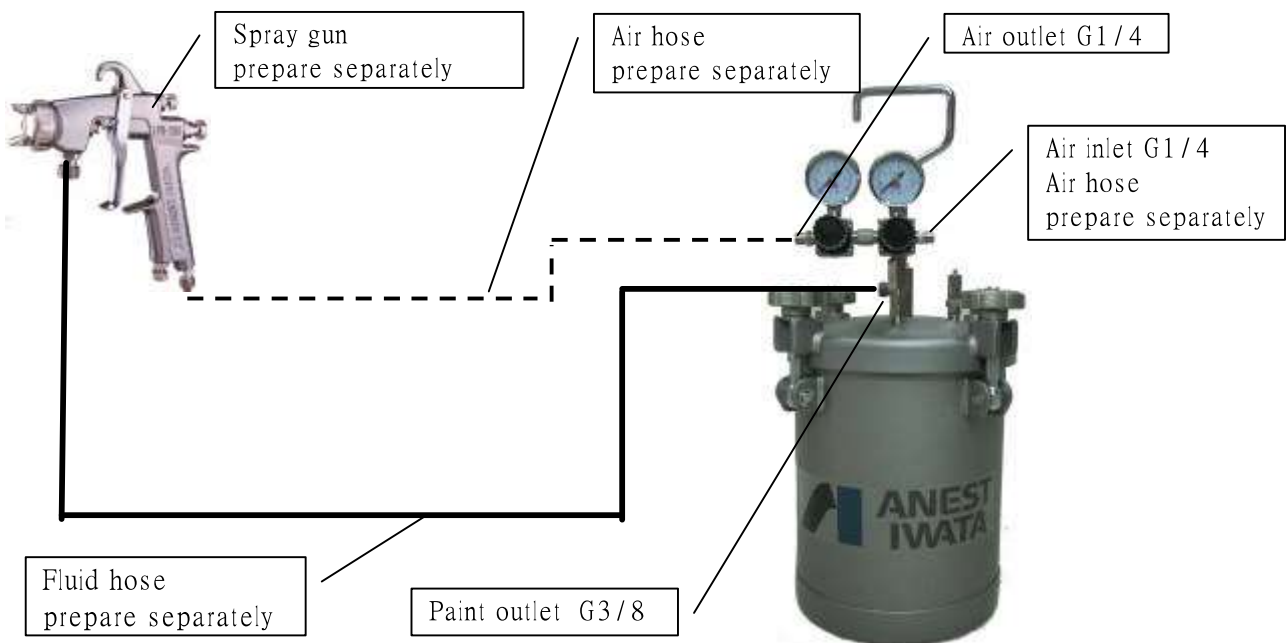 Spray gun
prepare separately
Air hose
prepare separately
Air outlet G1/4
Air inlet G1/4
Air hose
prepare separately
ANEST
IWATA
Fluid hose
prepare separately
Paint outlet G3/8